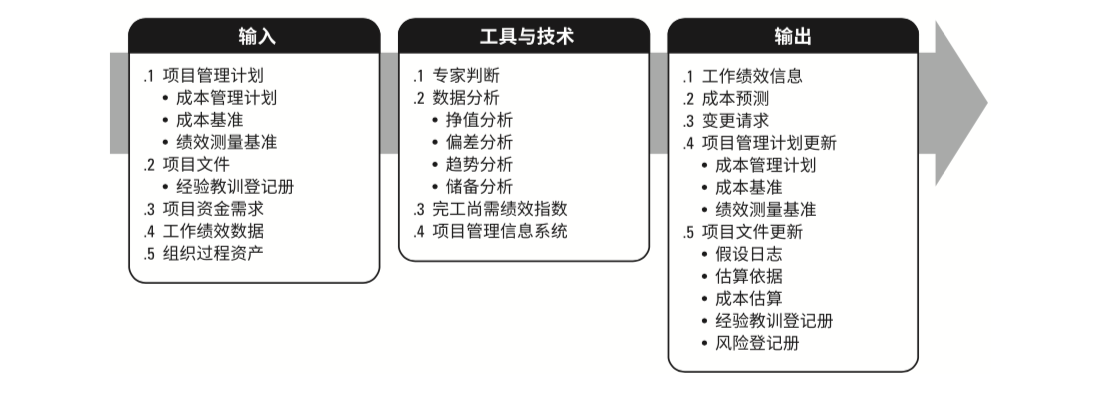 输入
.1 项目管理计划
• 成本管理计划
• 成本基准
• 绩效测量基准
.2 项目文件
• 经验教训登记册
.3 项目资金需求
.4 工作绩效数据
.5 组织过程资产
工具与技术
.1 专家判断
.2 数据分析
• 挣值分析
• 偏差分析
• 趋势分析
• 储备分析
.3 完工尚需绩效指数
.4 项目管理信息系统
输出
.1 工作绩效信息
.2 成本预测
.3 变更请求
.4 项目管理计划更新
• 成本管理计划
• 成本基准
• 绩效测量基准
.5 项目文件更新
• 假设日志
• 估算依据
• 成本估算
• 经验教训登记册
• 风险登记册